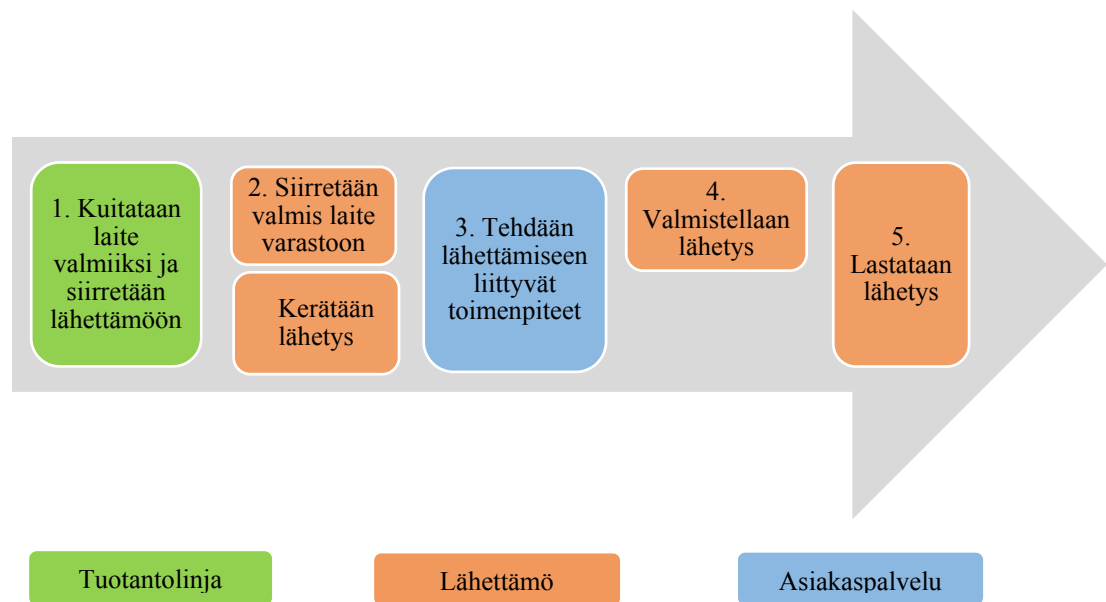 1. Kuitataan
laite
valmiiksi ja
siirretään
lähettämöön
2. Siirretään
valmis laite
varastoon
Kerätään
lähetys
3. Tehdään
lähettämiseen
liittyvät
toimenpiteet
4.
Valmistellaan
lähetys
5.
Lastataan
lähetys
Tuotantolinja
Lähettämö
Asiakaspalvelu